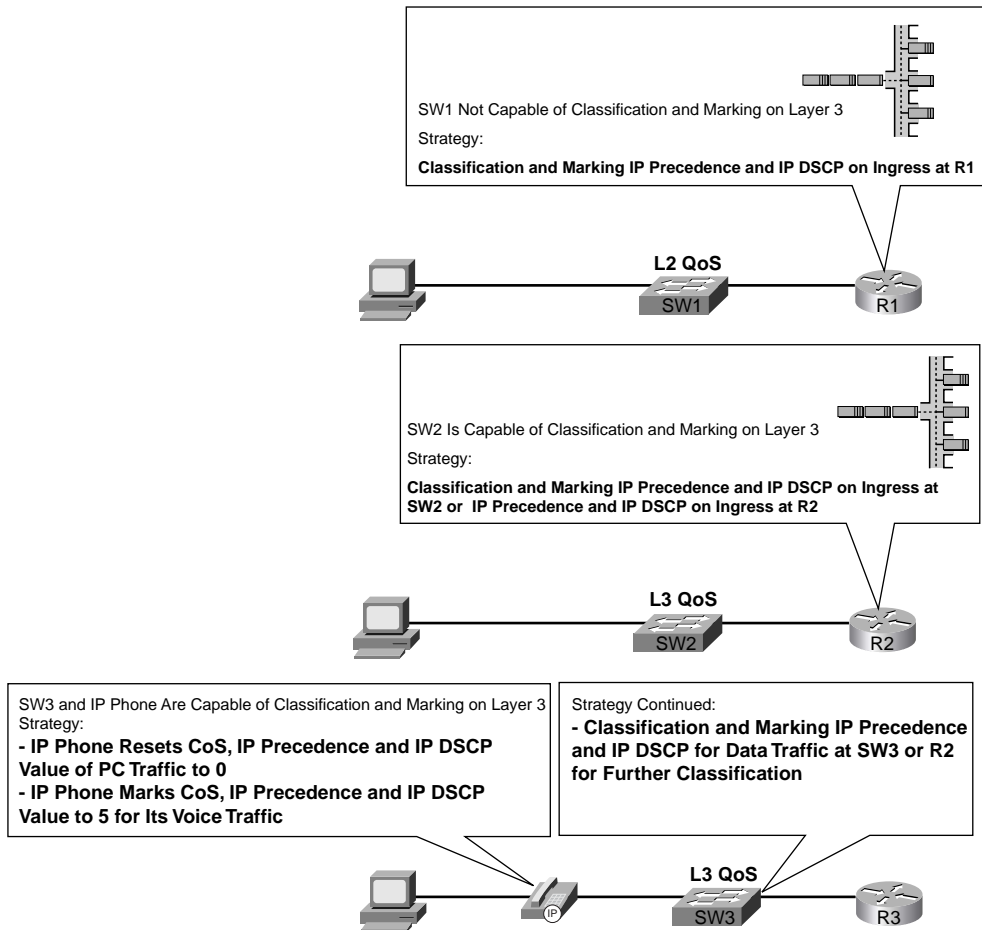 SW1 Not Capable of Classification and Marking on Layer 3
Strategy:
Classification and Marking IP Precedence and IP DSCP on Ingress at R1
L2 QoS
SW1
R1
SW2 Is Capable of Classification and Marking on Layer 3
Strategy:
Classification and Marking IP Precedence and IP DSCP on Ingress at
SW2 or IP Precedence and IP DSCP on Ingress at R2
L3 QoS
SW2
R2
SW3 and IP Phone Are Capable of Classification and Marking on Layer 3
Strategy:
- IP Phone Resets CoS, IP Precedence and IP DSCP
Value of PC Traffic to 0
- IP Phone Marks CoS, IP Precedence and IP DSCP
Value to 5 for Its Voice Traffic
Strategy Continued:
- Classification and Marking IP Precedence
and IP DSCP for Data Traffic at SW3 or R2
for Further Classification
L3 QoS
IP
SW3
R3